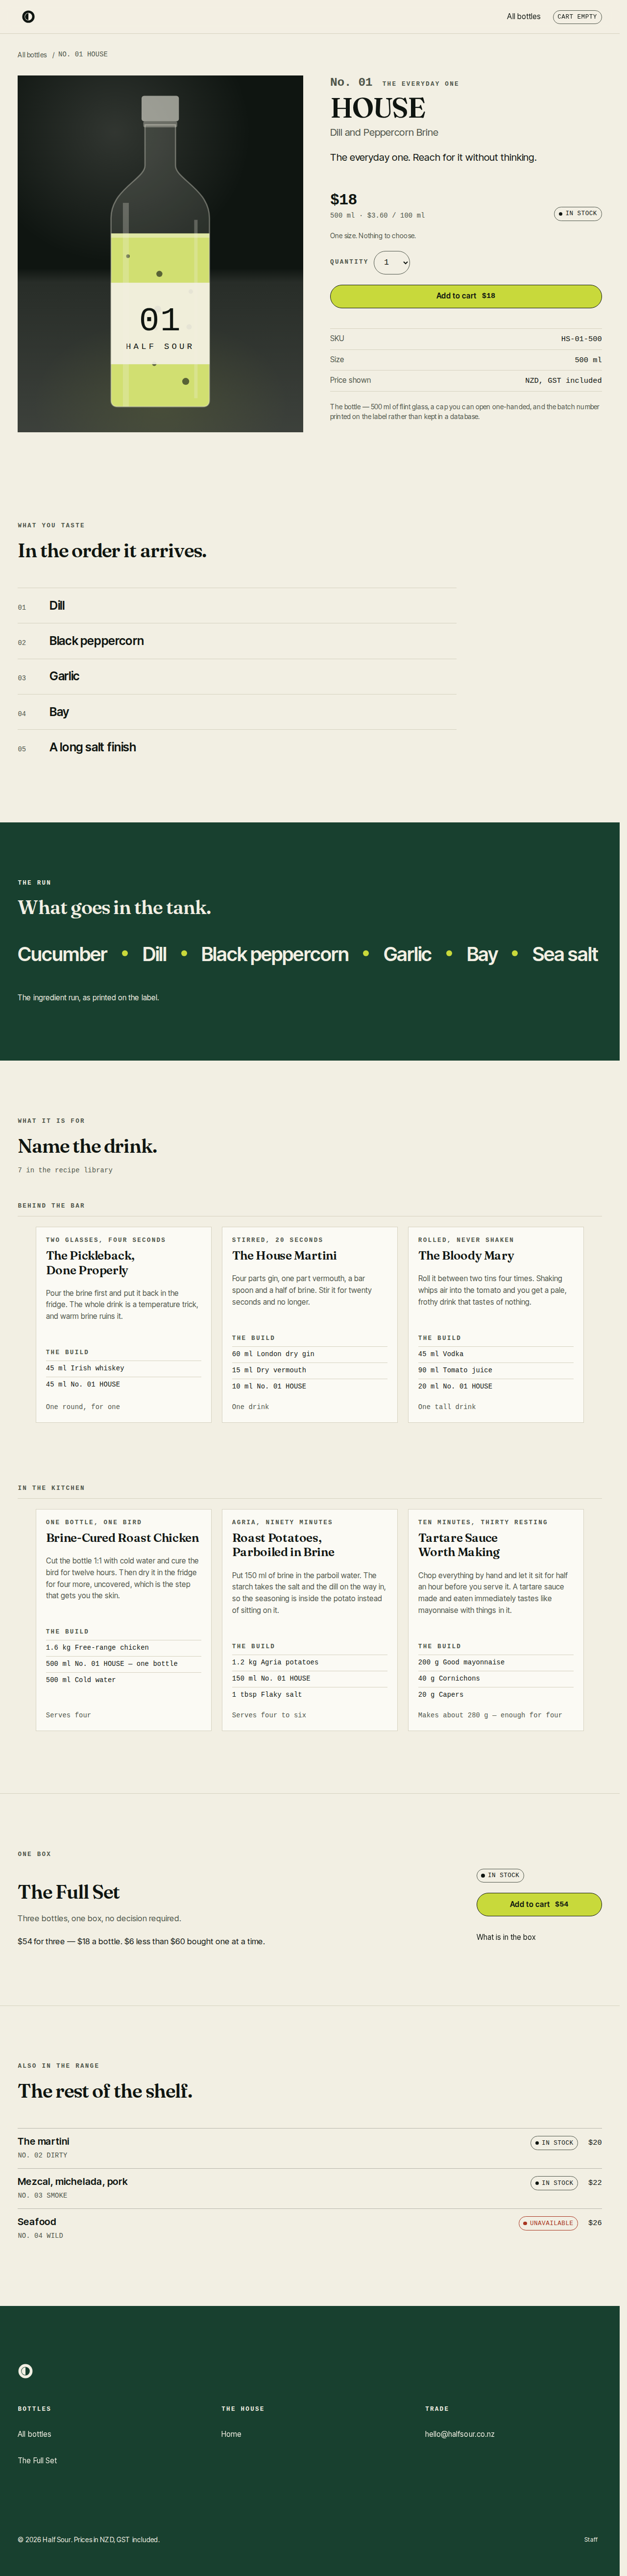 All bottles
CART EMPTY
All bottles / NO. 01 HOUSE
01
HALF SOUR
No. 01 THE EVERYDAY ONE
HOUSE
Dill and Peppercorn Brine
The everyday one. Reach for it without thinking.
$18
500 ml · $3.60 / 100 ml
IN STOCK
One size. Nothing to choose.
QUANTITY 1
Add to cart $18
SKU HS-01-500
Size 500 ml
Price shown NZD, GST included
The bottle — 500 ml of flint glass, a cap you can open one-handed, and the batch number
printed on the label rather than kept in a database.
WHAT YOU TASTE
In the order it arrives.
01 Dill
02 Black peppercorn
03 Garlic
04 Bay
05 A long salt finish
THE RUN
What goes in the tank.
Cucumber • Dill • Black peppercorn • Garlic • Bay • Sea salt
The ingredient run, as printed on the label.
WHAT IT IS FOR
Name the drink.
7 in the recipe library
BEHIND THE BAR
TWO GLASSES, FOUR SECONDS
The Pickleback,
Done Properly
Pour the brine first and put it back in the
fridge. The whole drink is a temperature trick,
and warm brine ruins it.
THE BUILD
45 ml Irish whiskey
45 ml No. 01 HOUSE
One round, for one
STIRRED, 20 SECONDS
The House Martini
Four parts gin, one part vermouth, a bar
spoon and a half of brine. Stir it for twenty
seconds and no longer.
THE BUILD
60 ml London dry gin
15 ml Dry vermouth
10 ml No. 01 HOUSE
One drink
ROLLED, NEVER SHAKEN
The Bloody Mary
Roll it between two tins four times. Shaking
whips air into the tomato and you get a pale,
frothy drink that tastes of nothing.
THE BUILD
45 ml Vodka
90 ml Tomato juice
20 ml No. 01 HOUSE
One tall drink
IN THE KITCHEN
ONE BOTTLE, ONE BIRD
Brine-Cured Roast Chicken
Cut the bottle 1:1 with cold water and cure the
bird for twelve hours. Then dry it in the fridge
for four more, uncovered, which is the step
that gets you the skin.
THE BUILD
1.6 kg Free-range chicken
500 ml No. 01 HOUSE — one bottle
500 ml Cold water
Serves four
AGRIA, NINETY MINUTES
Roast Potatoes,
Parboiled in Brine
Put 150 ml of brine in the parboil water. The
starch takes the salt and the dill on the way in,
so the seasoning is inside the potato instead
of sitting on it.
THE BUILD
1.2 kg Agria potatoes
150 ml No. 01 HOUSE
1 tbsp Flaky salt
Serves four to six
TEN MINUTES, THIRTY RESTING
Tartare Sauce
Worth Making
Chop everything by hand and let it sit for half
an hour before you serve it. A tartare sauce
made and eaten immediately tastes like
mayonnaise with things in it.
THE BUILD
200 g Good mayonnaise
40 g Cornichons
20 g Capers
Makes about 280 g — enough for four
ONE BOX
The Full Set
Three bottles, one box, no decision required.
$54 for three — $18 a bottle. $6 less than $60 bought one at a time.
IN STOCK
Add to cart $54
What is in the box
ALSO IN THE RANGE
The rest of the shelf.
The martini
NO. 02 DIRTY
IN STOCK $20
Mezcal, michelada, pork
NO. 03 SMOKE
IN STOCK $22
Seafood
NO. 04 WILD
UNAVAILABLE $26
BOTTLES
All bottles
The Full Set
THE HOUSE
Home
TRADE
hello@halfsour.co.nz
© 2026 Half Sour. Prices in NZD, GST included.
Staff